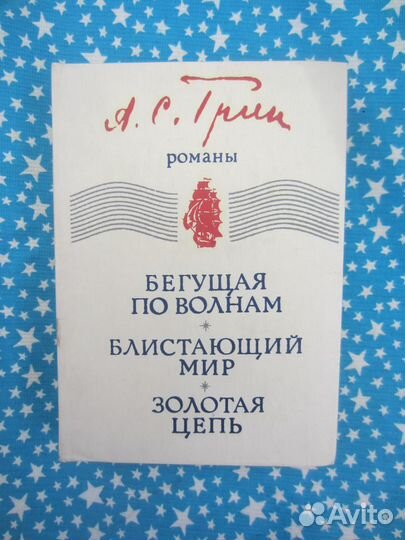 А. С. Грин
романы
БЕГУЩАЯ
ПО ВОЛНАМ
БЛИСТАЮЩИЙ
МИР
ЗОЛОТАЯ
ЦЕПЬ
Avito